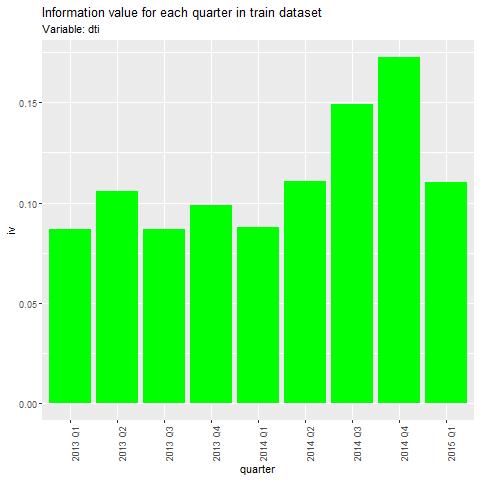 Information value for each quarter in train dataset
Variable: dti
0.15
0.10
0.05
0.00
iv
2013 Q1
2013 Q2
2013 Q3
2013 Q4
2014 Q1
2014 Q2
2014 Q3
2014 Q4
2015 Q1
quarter